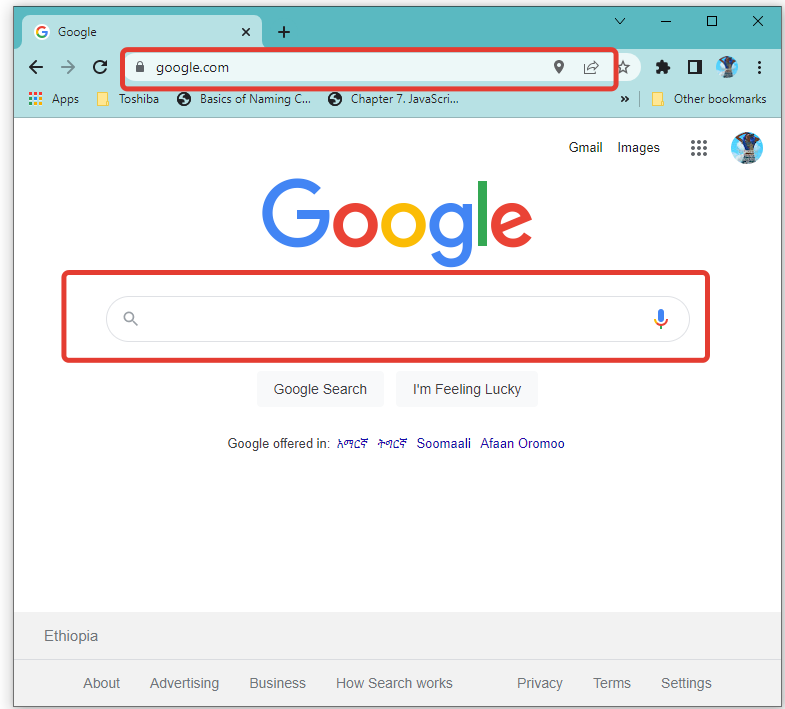 Google
google.com
Apps Toshiba Basics of Naming C... Chapter 7. JavaScri... » Other bookmarks
Gmail Images
Google
Google Search I'm Feeling Lucky
Google offered in: አማርኛ ትግርኛ Soomaali Afaan Oromoo
Ethiopia
About Advertising Business How Search works Privacy Terms Settings